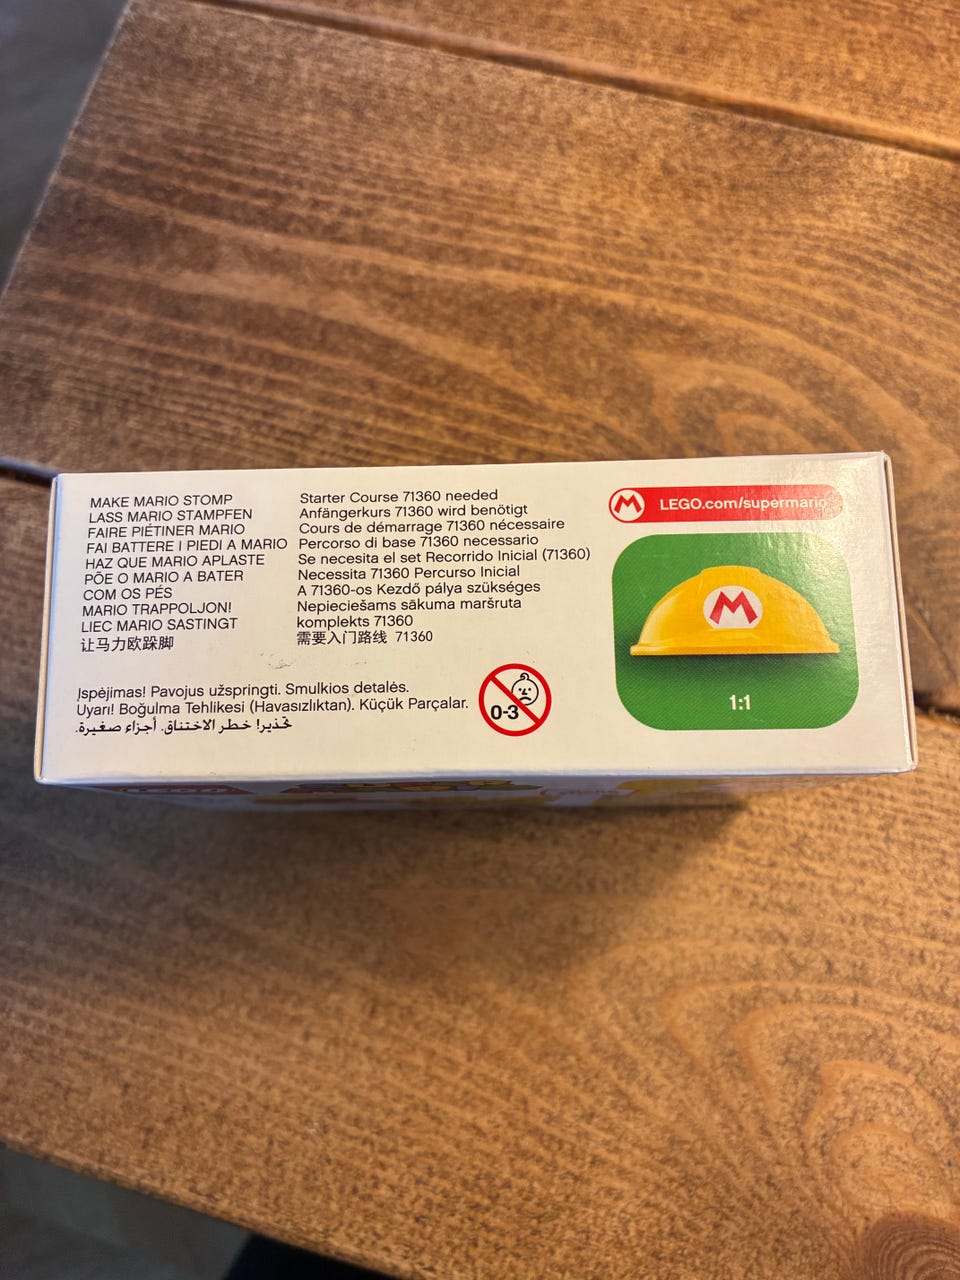 MAKE MARIO STOMP
LASS MARIO STAMPFEN
FAIRE PIÉTINER MARIO
FAI BATTERE I PIEDI A MARIO
HAZ QUE MARIO APLASTE
PÕE O MARIO A BATER
COM OS PÉS
MARIO TRAPPOLJON!
LIEC MARIO SASTINGT
让马力欧跺脚
Starter Course 71360 needed
Anfängerkurs 71360 wird benötigt
Cours de démarrage 71360 nécessaire
Percorso di base 71360 necessario
Se necesita el set Recorrido Inicial (71360)
Necessita 71360 Percurso Inicial
A 71360-os Kezdő pálya szükséges
Nepieciešams sākuma maršruta
komplekts 71360
需要入门路线 71360
Įspėjimas! Pavojus užspringti. Smulkios detalės.
Uyarı! Boğulma Tehlikesi (Havasızlıktan). Küçük Parçalar.
تحذير! خطر الاختناق. أجزاء صغيرة.
0-3
M LEGO.com/supermario
M
1:1
LEGO